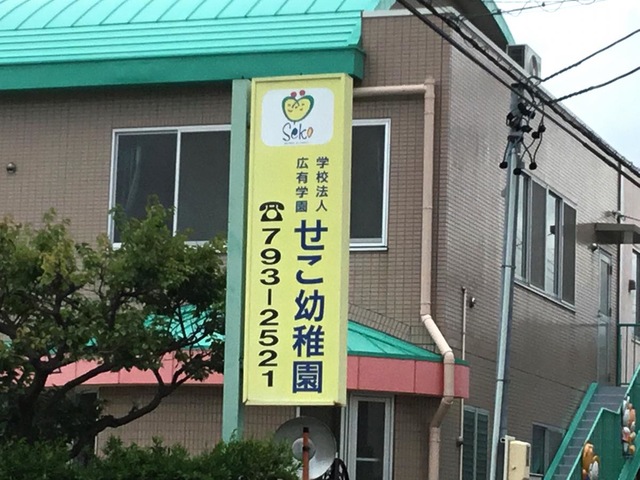 Seko
学校法人
広有学園
せこ幼稚園
☎793-2521